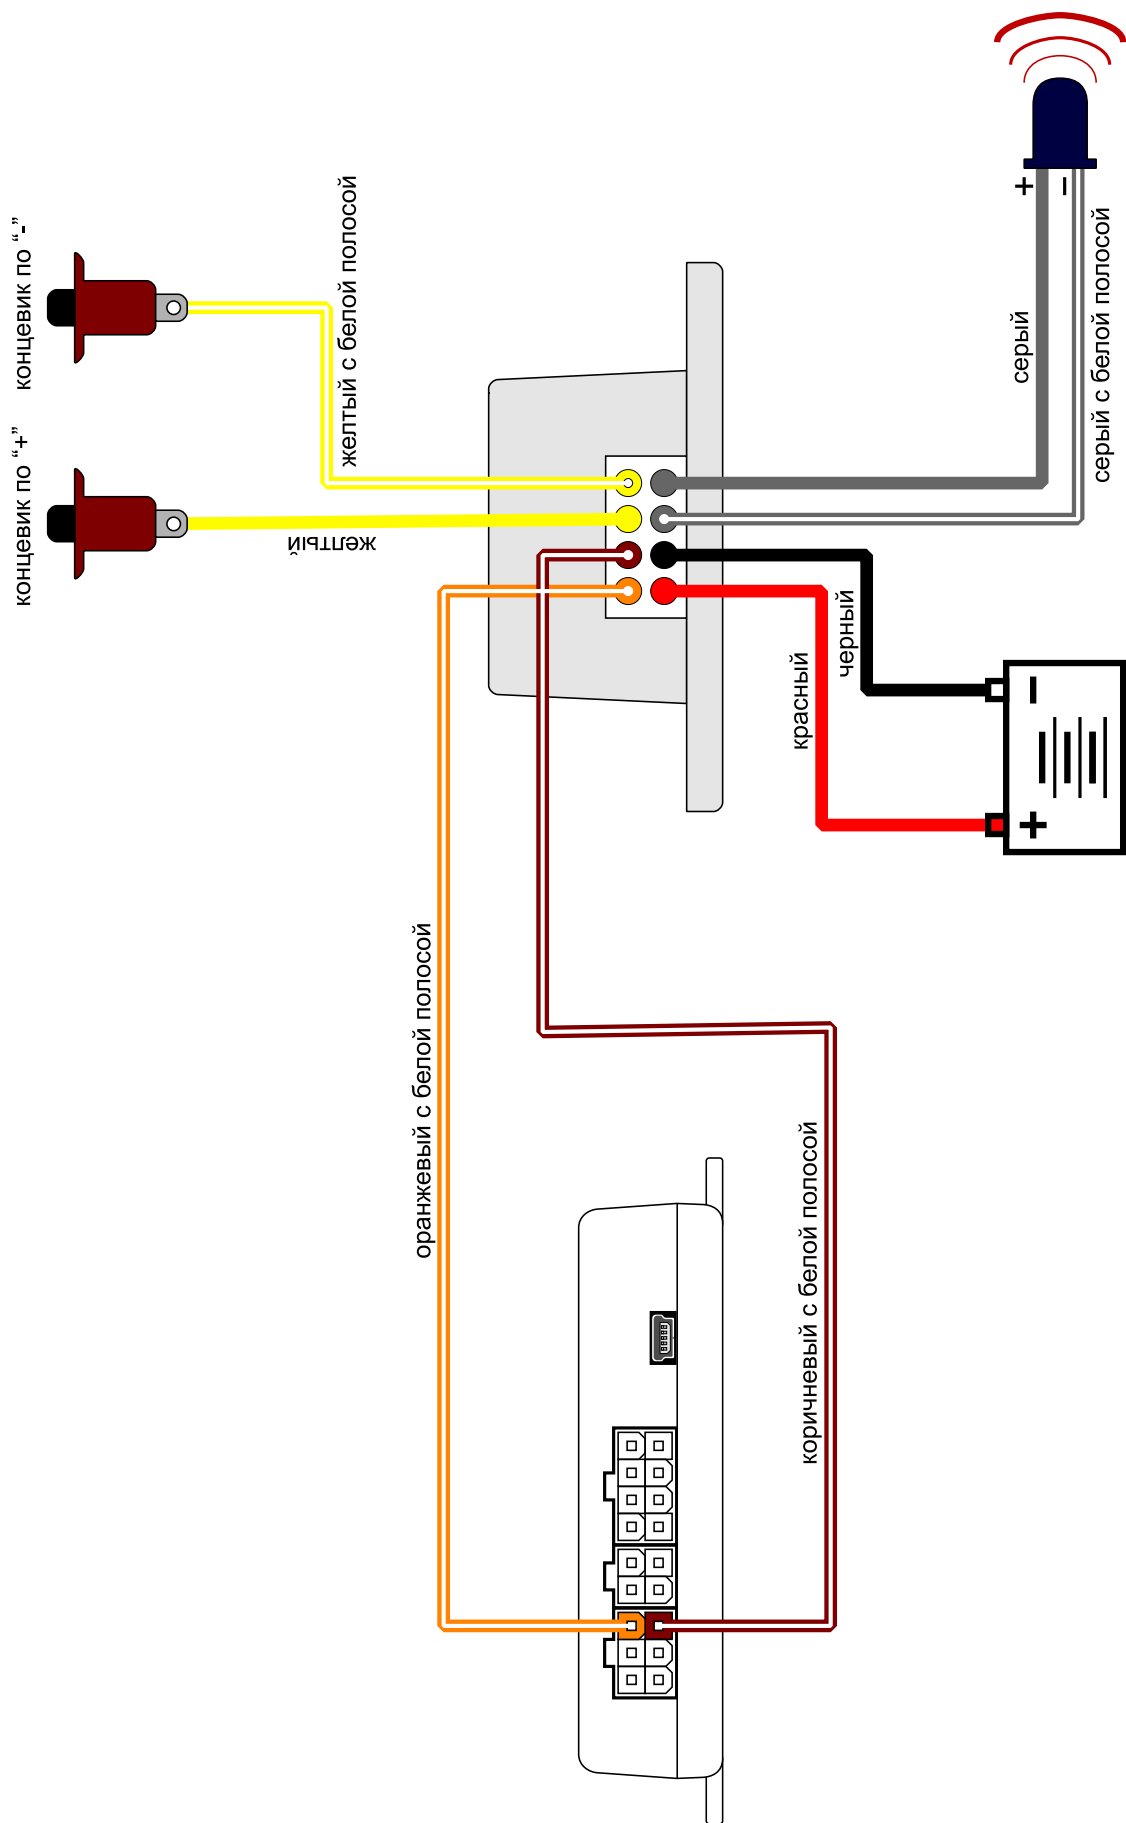 концевик по “-”
концевик по “+”
желтый с белой полосой
желтый
серый
серый с белой полосой
+
−
черный
красный
−
+
оранжевый с белой полосой
коричневый с белой полосой